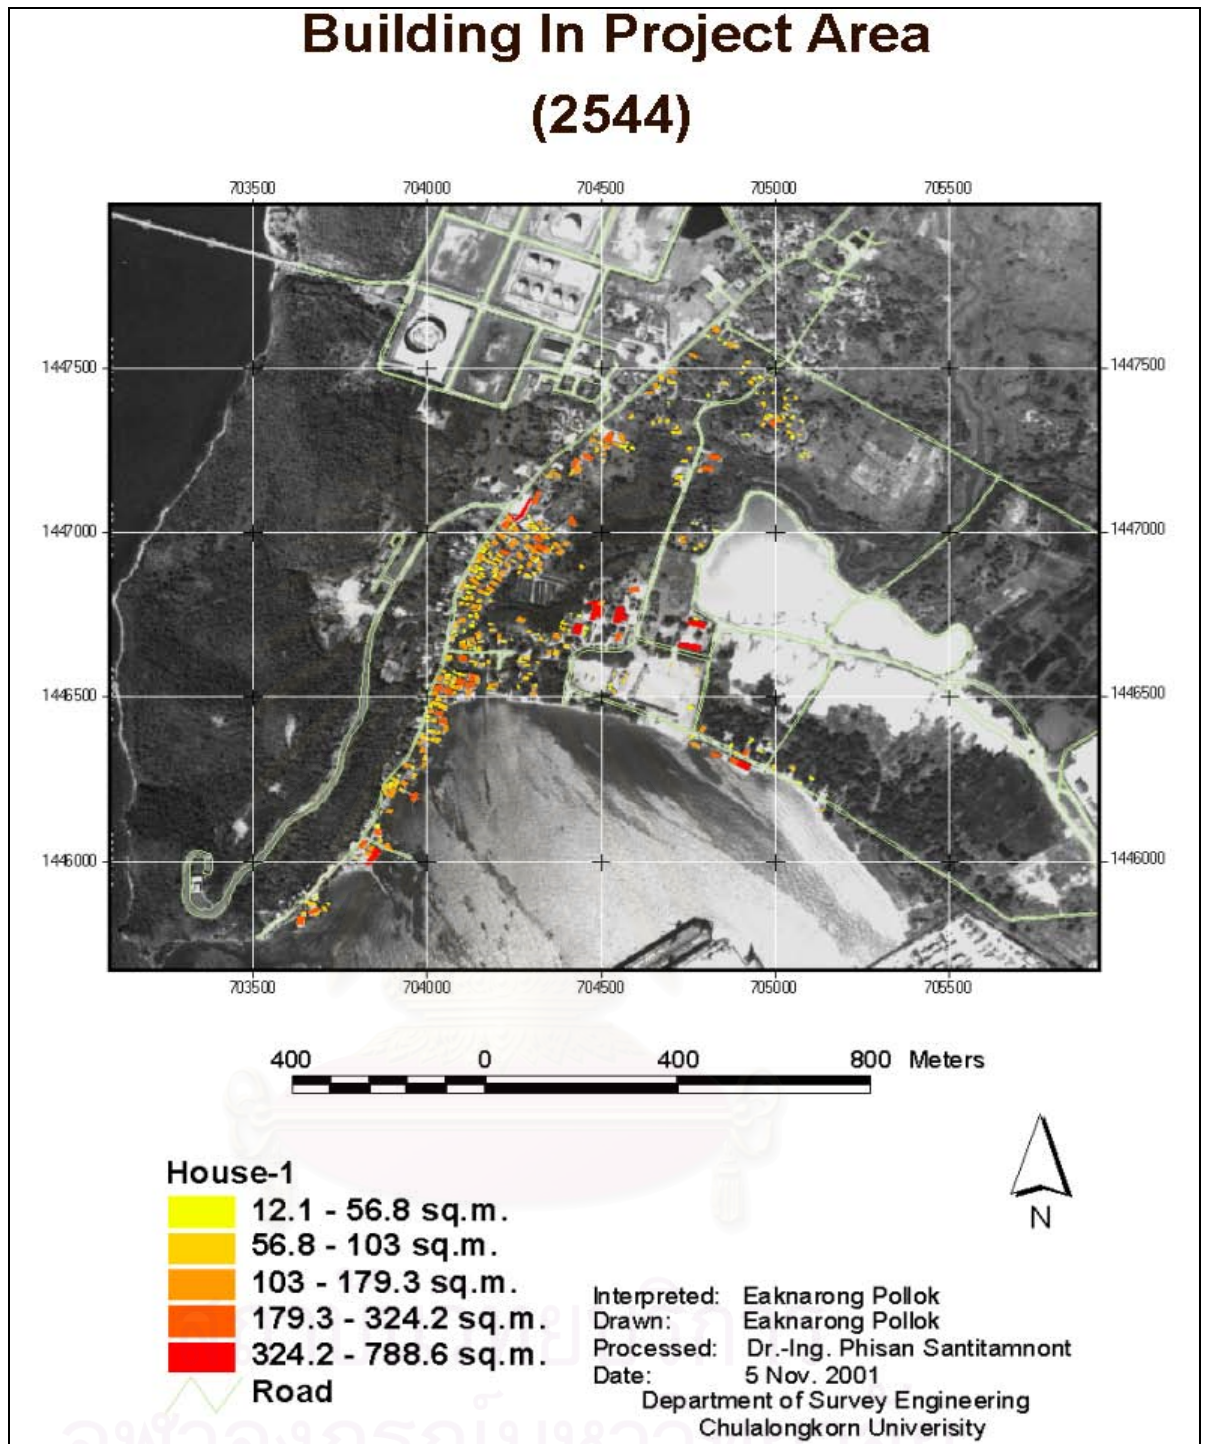 Building In Project Area
(2544)
703500 704000 704500 705000 705500
1447500 1447500
1447000 1447000
1446500 1446500
1446000 1446000
703500 704000 704500 705000 705500
400 0 400 800 Meters
N
House-1
12.1 - 56.8 sq.m.
56.8 - 103 sq.m.
103 - 179.3 sq.m.
179.3 - 324.2 sq.m.
324.2 - 788.6 sq.m.
Road
Interpreted: Eaknarong Pollok
Drawn: Eaknarong Pollok
Processed: Dr.-Ing. Phisan Santitamnont
Date: 5 Nov. 2001
Department of Survey Engineering
Chulalongkorn Univerisity